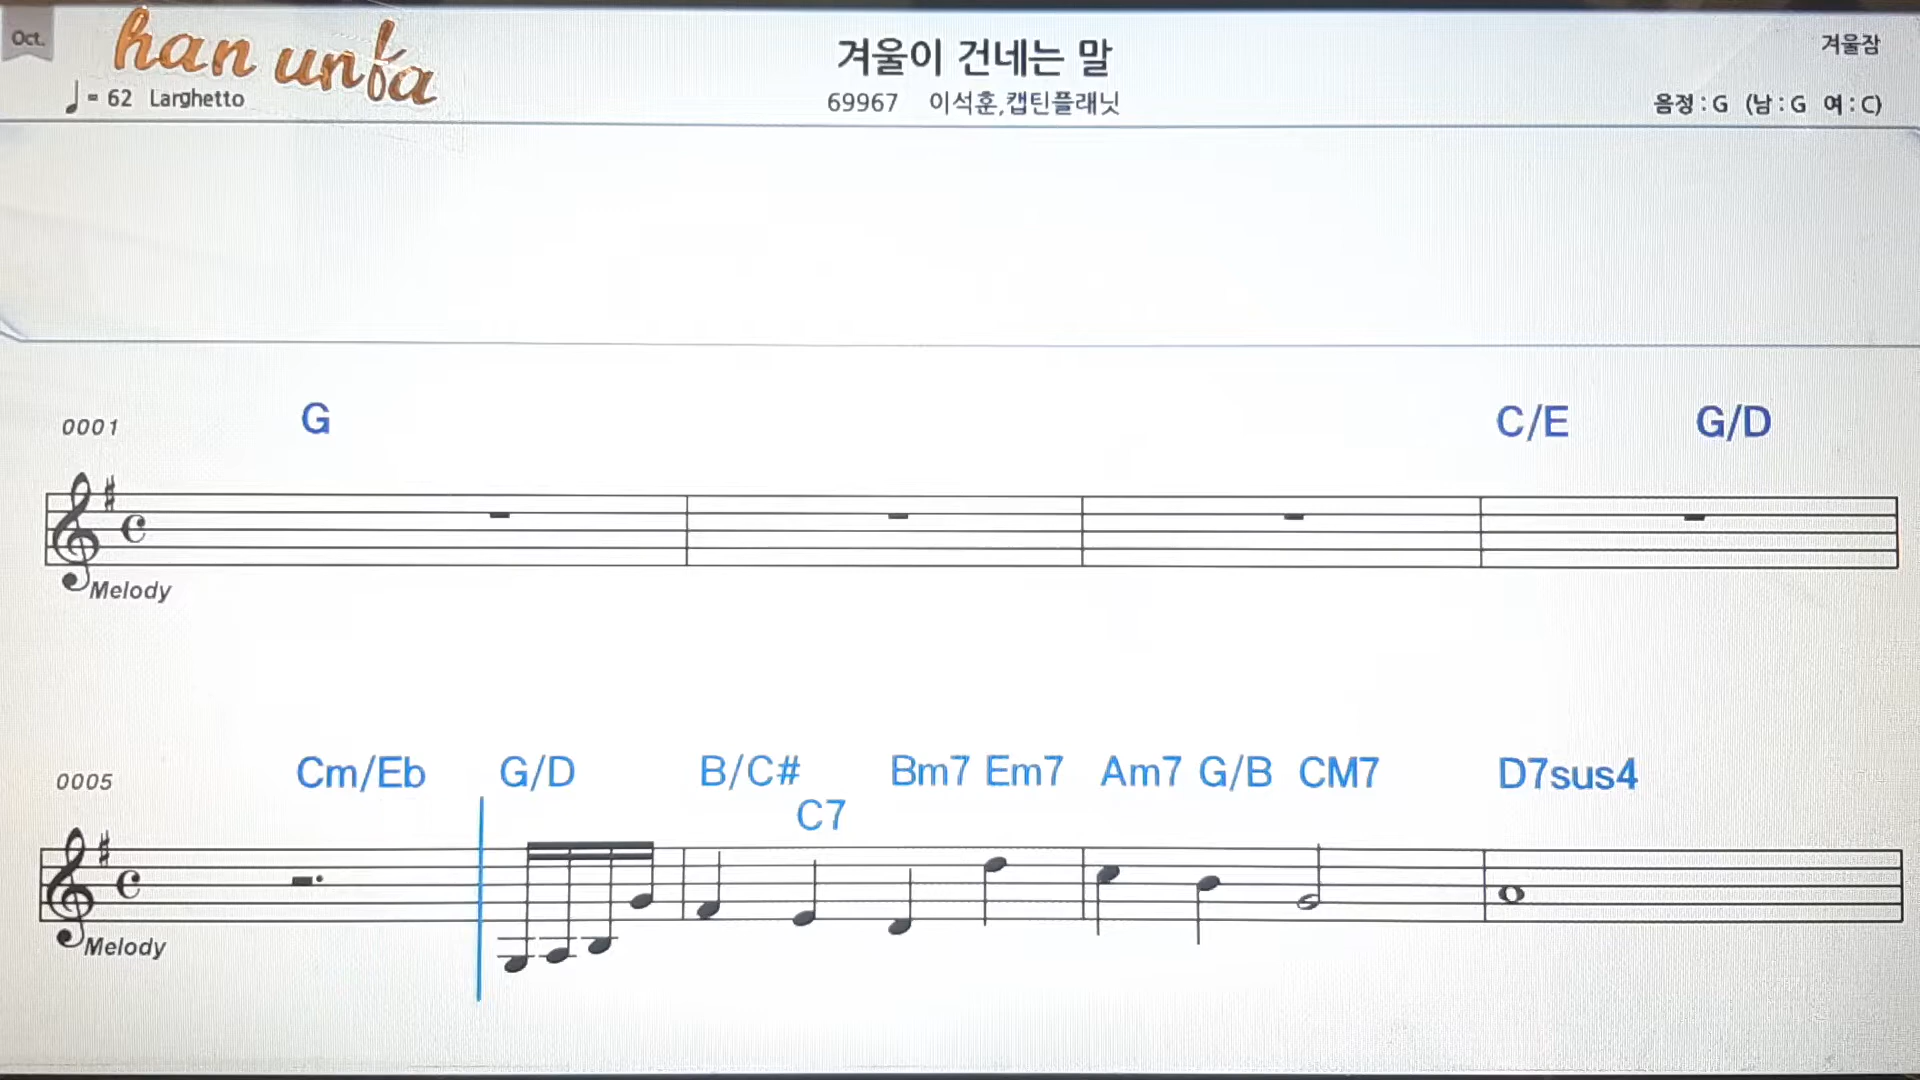 Oct.
han unba
♩= 62 Larghetto
겨울이 건네는 말
69967 이석훈,캡틴플래닛
겨울잠
음정 : G (남 : G 여 : C)
0001 G C/E G/D
Melody
0005 Cm/Eb G/D B/C# Bm7 Em7 Am7 G/B CM7 D7sus4
C7
Melody